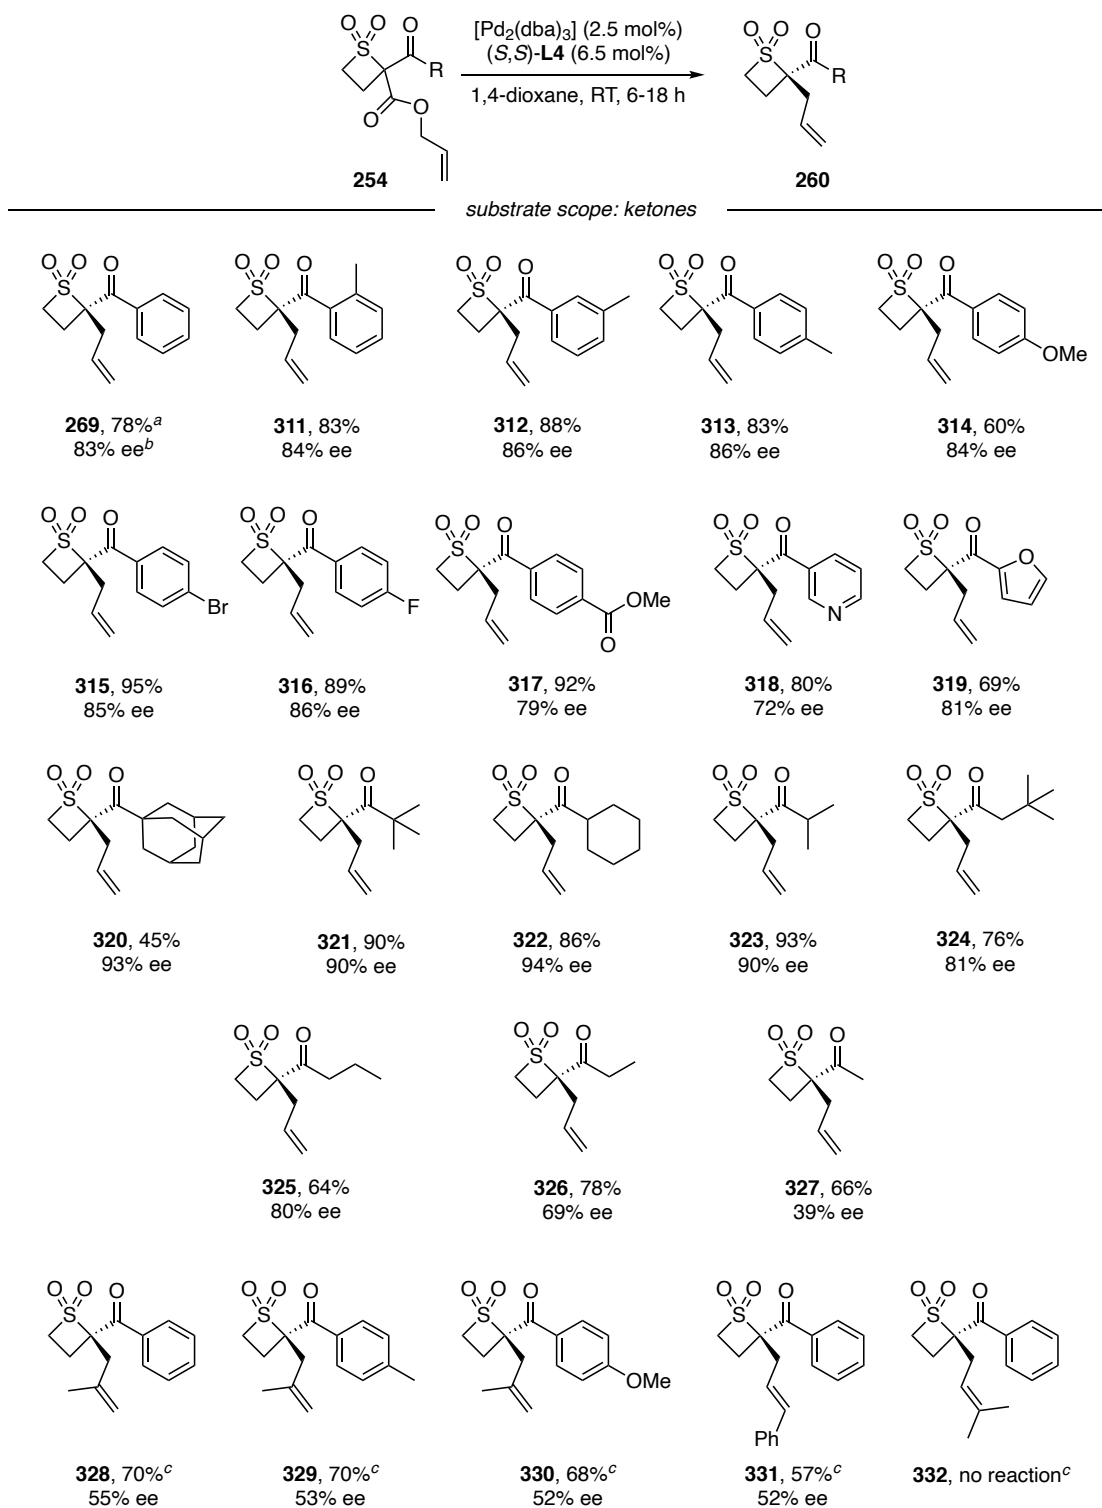 [Pd2(dba)3] (2.5 mol%)
(S,S)-L4 (6.5 mol%)
1,4-dioxane, RT, 6-18 h
O O O
S
R
O
O
254
O O O
S
R
260
substrate scope: ketones
O O O
S
O O O
S
O O O
S
O O O
S
O O O
S
OMe
269, 78%a
83% eeb
311, 83%
84% ee
312, 88%
86% ee
313, 83%
86% ee
314, 60%
84% ee
O O O
S
Br
O O O
S
F
O O O
S
OMe
O
O O O
S
N
O O O
S
O
315, 95%
85% ee
316, 89%
86% ee
317, 92%
79% ee
318, 80%
72% ee
319, 69%
81% ee
O O O
S
O O O
S
O O O
S
O O O
S
O O O
S
320, 45%
93% ee
321, 90%
90% ee
322, 86%
94% ee
323, 93%
90% ee
324, 76%
81% ee
O O O
S
O O O
S
O O O
S
325, 64%
80% ee
326, 78%
69% ee
327, 66%
39% ee
O O O
S
O O O
S
O O O
S
OMe
O O O
S
Ph
O O O
S
328, 70%c
55% ee
329, 70%c
53% ee
330, 68%c
52% ee
331, 57%c
52% ee
332, no reactionc